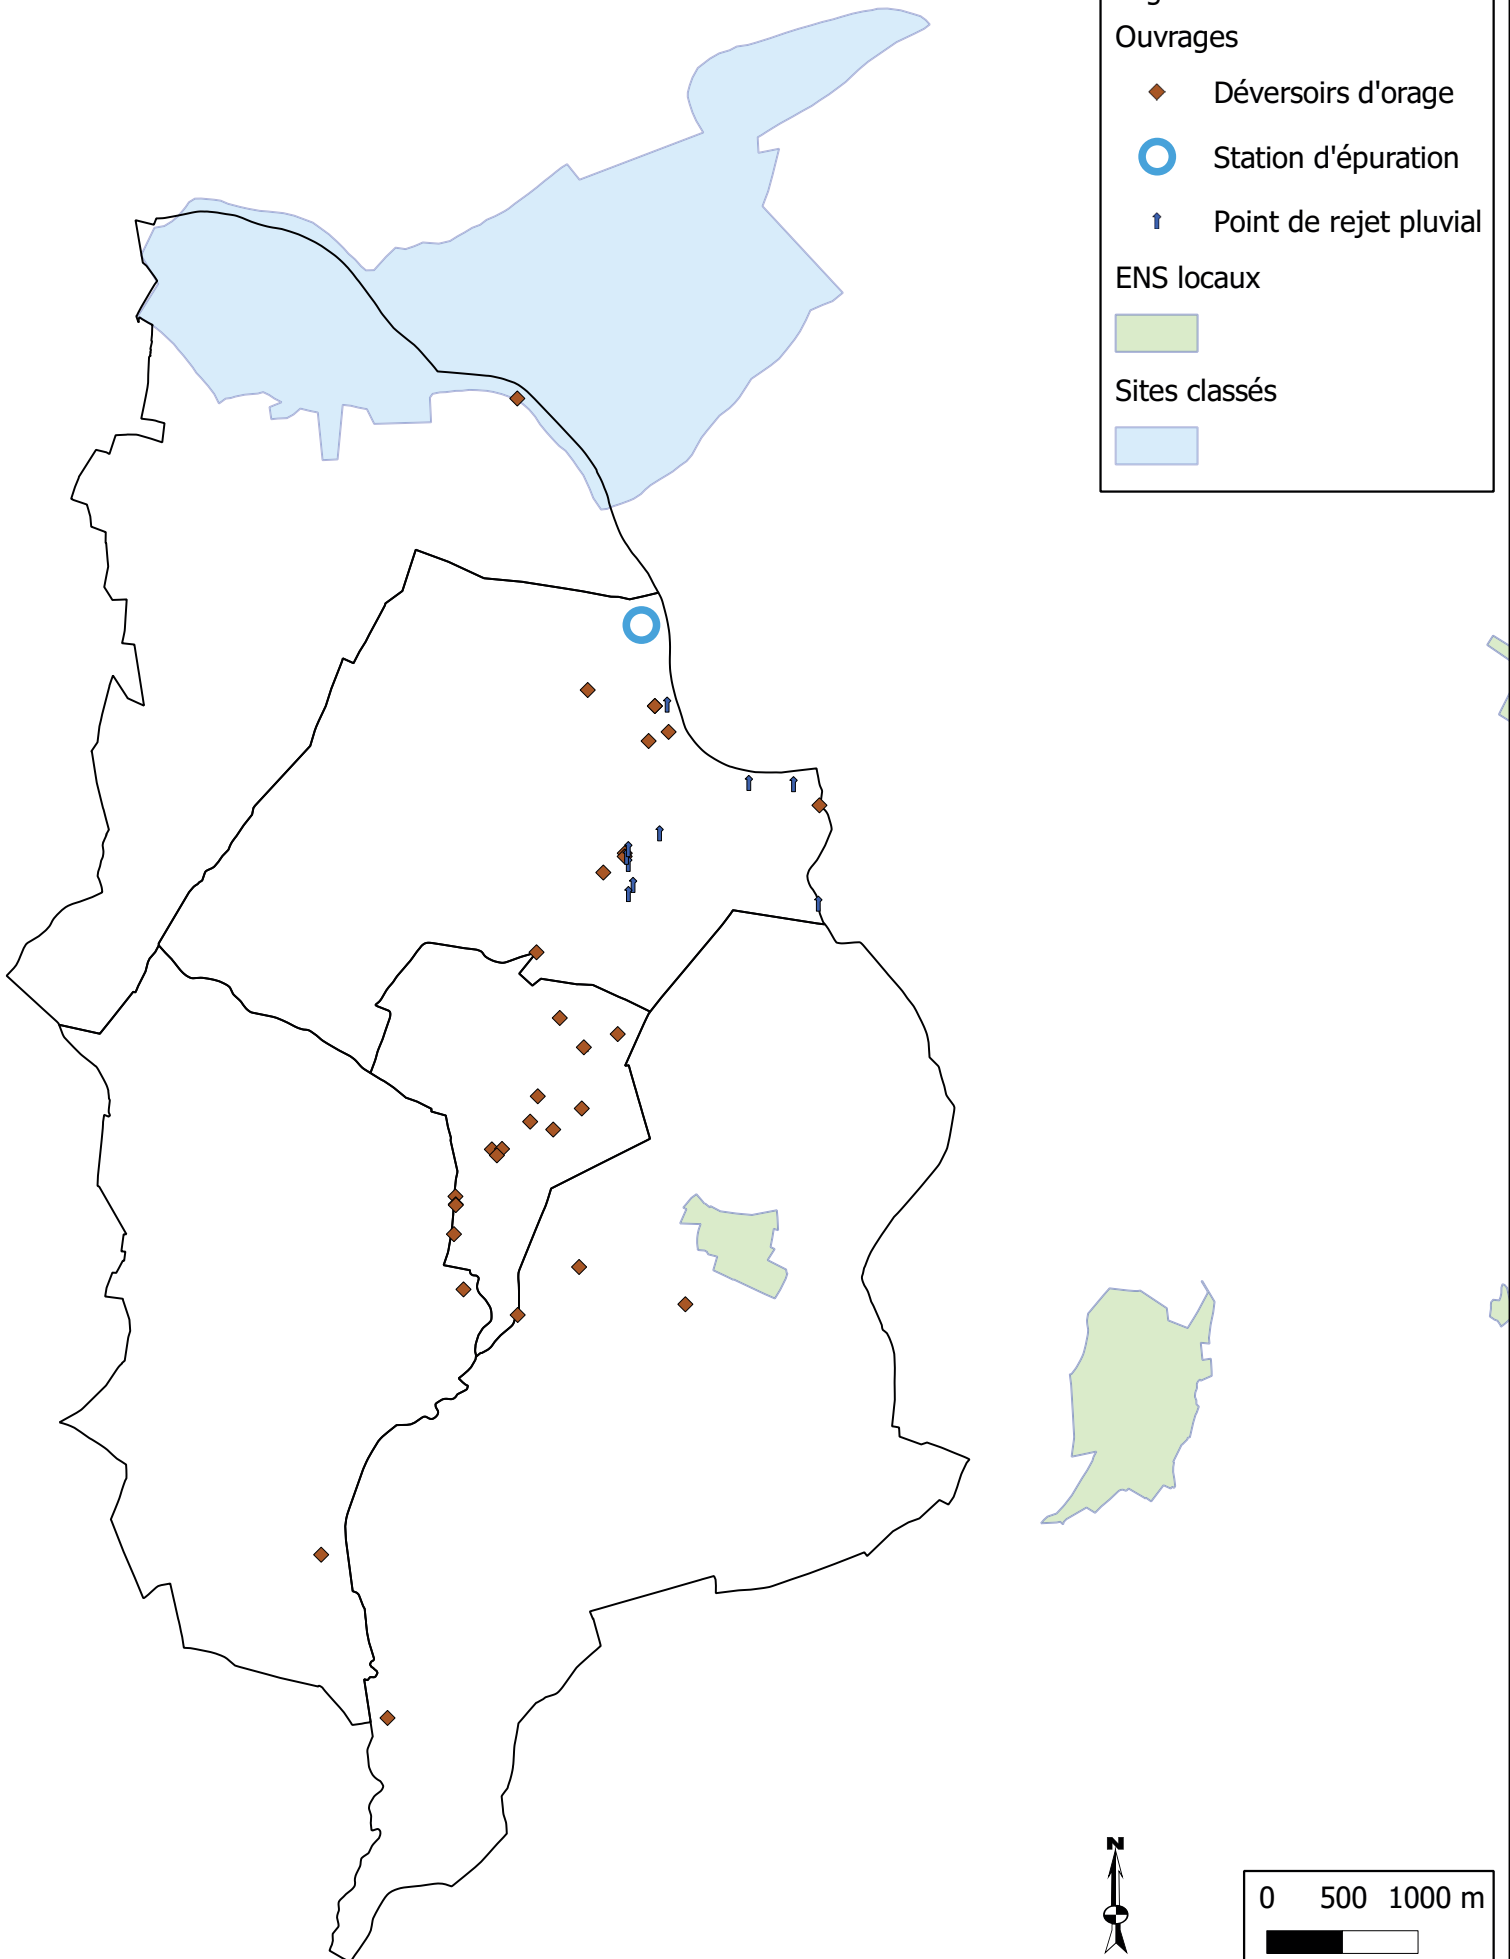 Ouvrages
Déversoirs d'orage
Station d'épuration
Point de rejet pluvial
ENS locaux
Sites classés
N
0 500 1000 m